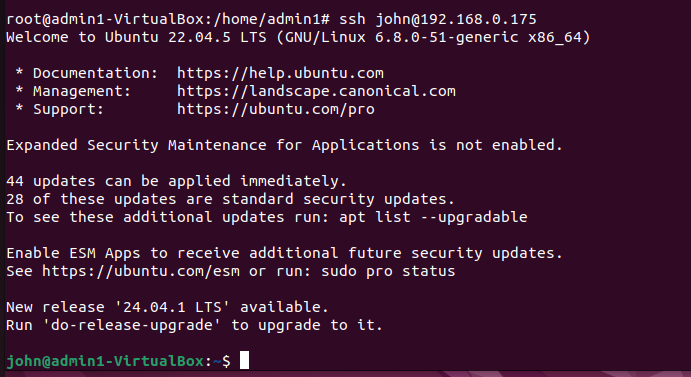 root@admin1-VirtualBox:/home/admin1# ssh john@192.168.0.175
Welcome to Ubuntu 22.04.5 LTS (GNU/Linux 6.8.0-51-generic x86_64)
* Documentation:  https://help.ubuntu.com
* Management:     https://landscape.canonical.com
* Support:        https://ubuntu.com/pro
Expanded Security Maintenance for Applications is not enabled.
44 updates can be applied immediately.
28 of these updates are standard security updates.
To see these additional updates run: apt list --upgradable
Enable ESM Apps to receive additional future security updates.
See https://ubuntu.com/esm or run: sudo pro status
New release '24.04.1 LTS' available.
Run 'do-release-upgrade' to upgrade to it.
john@admin1-VirtualBox:~$